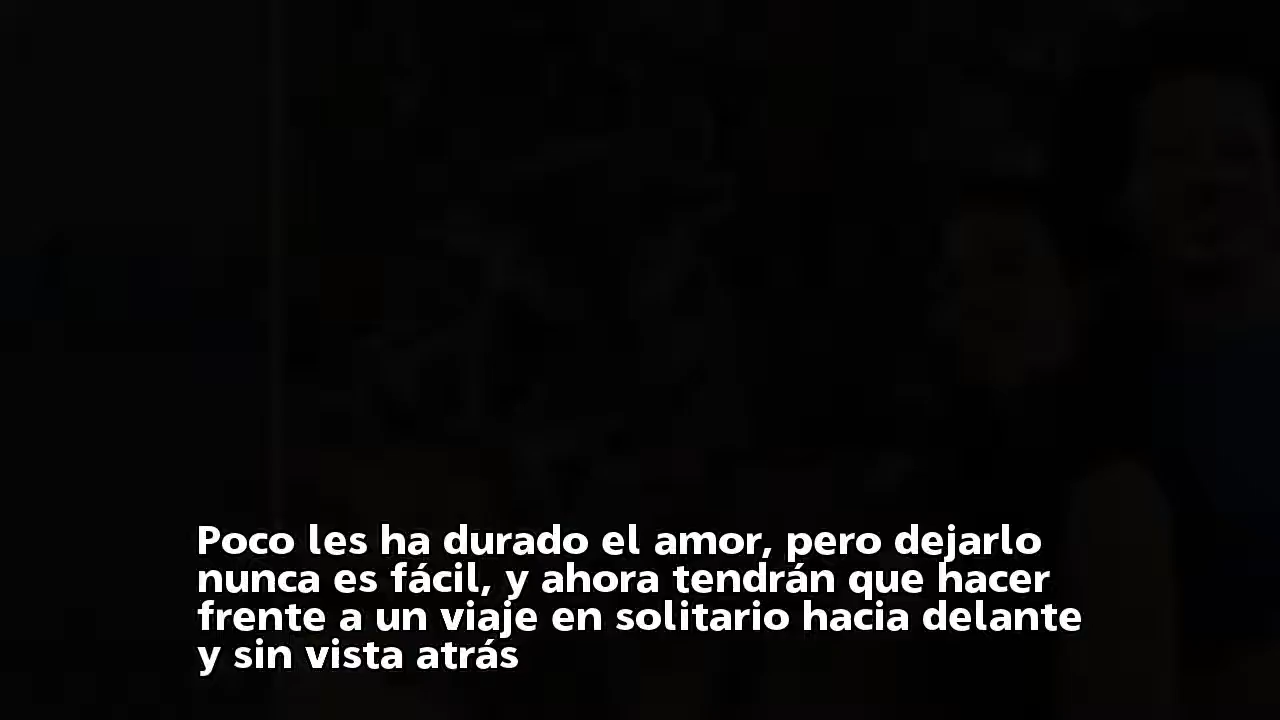 Poco les ha durado el amor, pero dejarlo
nunca es fácil, y ahora tendrán que hacer
frente a un viaje en solitario hacia delante
y sin vista atrás